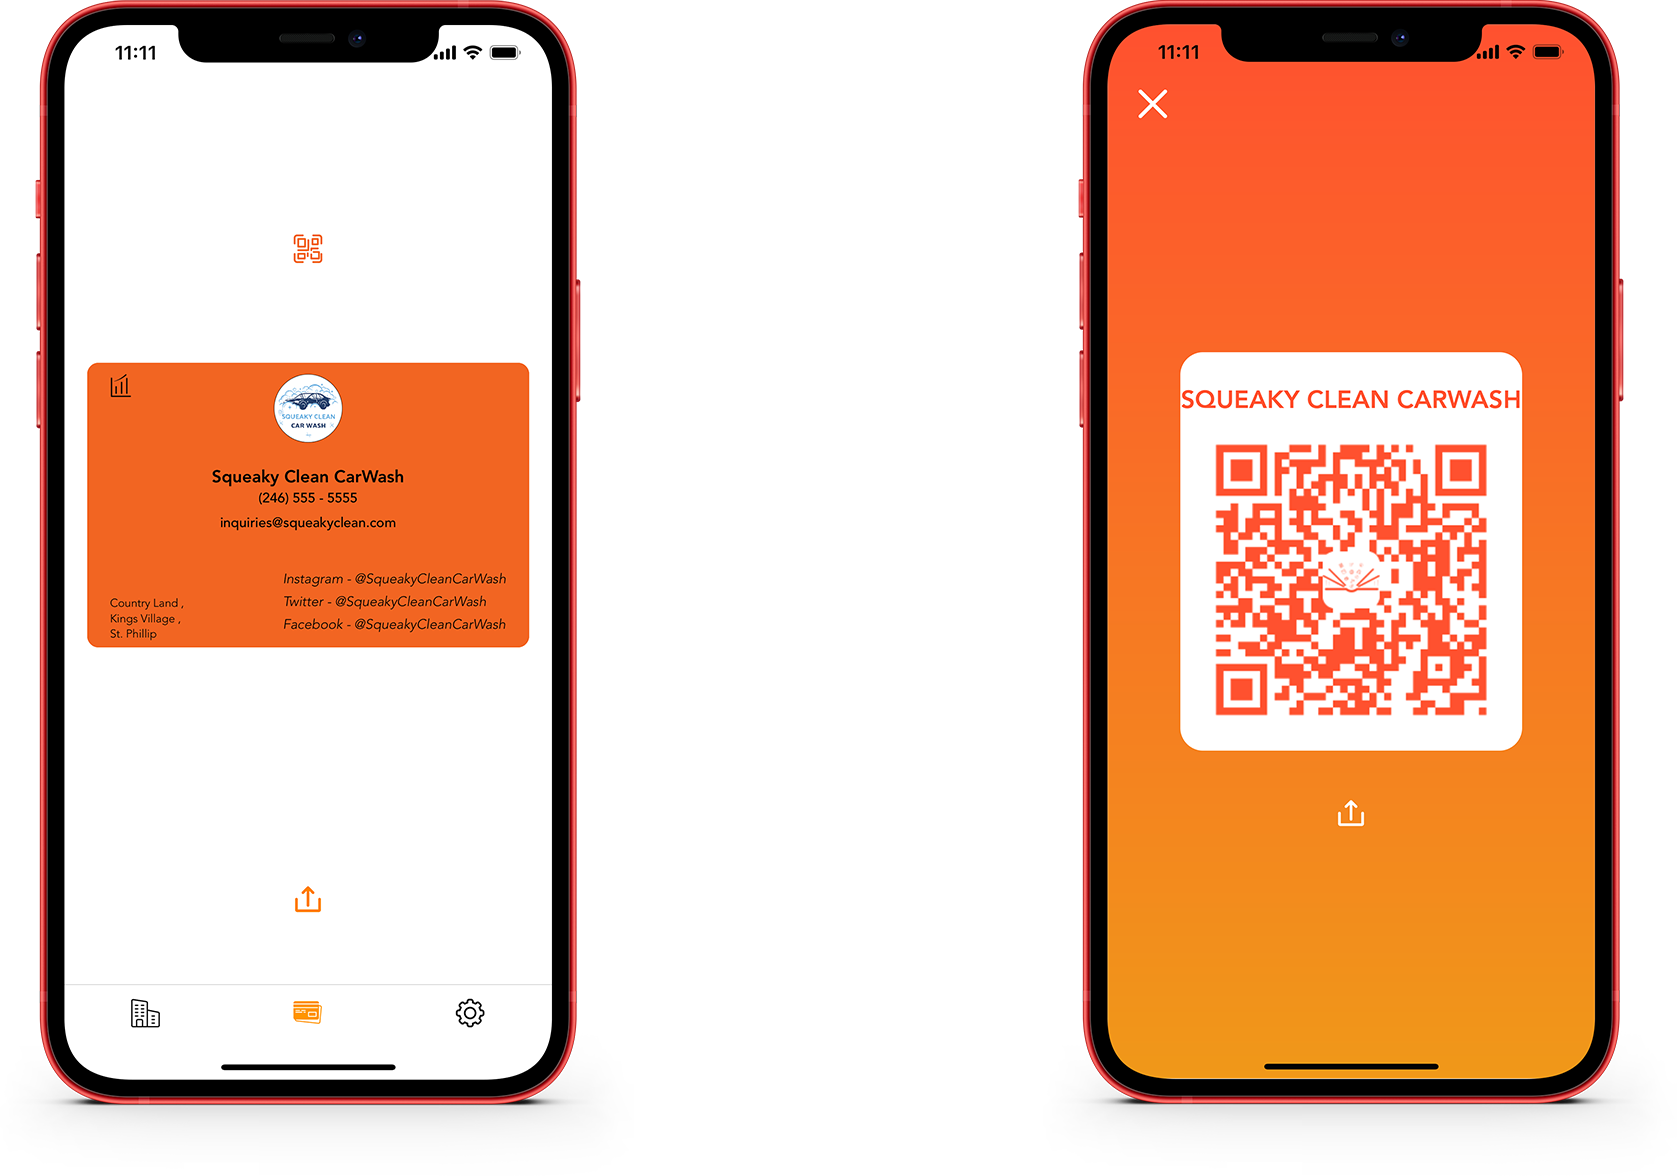 11:11
SQUEAKY CLEAN
CAR WASH
Squeaky Clean CarWash
(246) 555 - 5555
inquiries@squeakyclean.com
Instagram - @SqueakyCleanCarWash
Twitter - @SqueakyCleanCarWash
Facebook - @SqueakyCleanCarWash
Country Land ,
Kings Village ,
St. Phillip
11:11
SQUEAKY CLEAN CARWASH